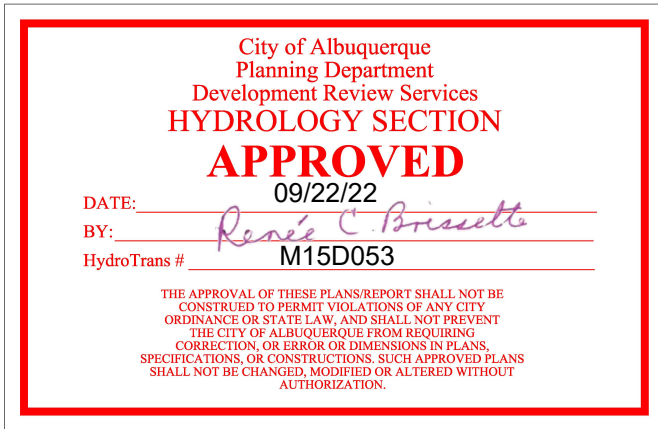 City of Albuquerque
Planning Department
Development Review Services
HYDROLOGY SECTION
APPROVED
DATE: 09/22/22
BY: Renée C. Brissette
HydroTrans # M15D053
THE APPROVAL OF THESE PLANS/REPORT SHALL NOT BE
CONSTRUED TO PERMIT VIOLATIONS OF ANY CITY
ORDINANCE OR STATE LAW, AND SHALL NOT PREVENT
THE CITY OF ALBUQUERQUE FROM REQUIRING
CORRECTION, OR ERROR OR DIMENSIONS IN PLANS,
SPECIFICATIONS, OR CONSTRUCTIONS. SUCH APPROVED PLANS
SHALL NOT BE CHANGED, MODIFIED OR ALTERED WITHOUT
AUTHORIZATION.